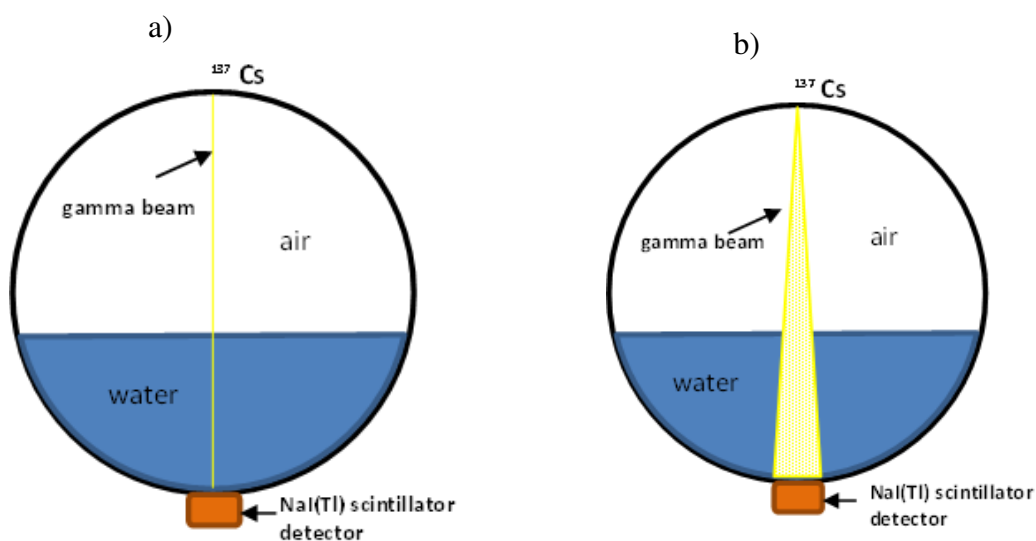 a)
¹³⁷ Cs
gamma beam
air
water
NaI(Tl) scintillator
detector
b)
¹³⁷ Cs
gamma beam
air
water
NaI(Tl) scintillator
detector